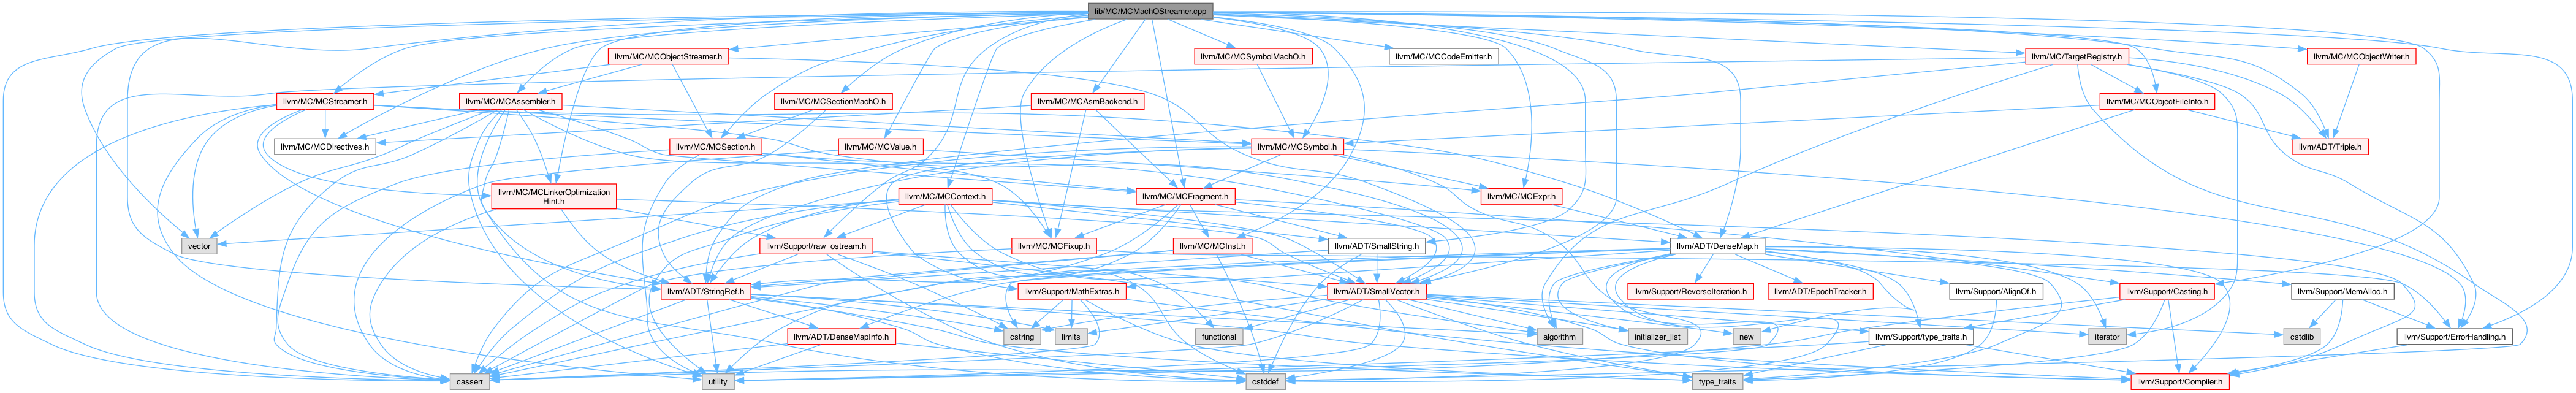 lib/MC/MCMachOStreamer.cpp
llvm/MC/MCObjectStreamer.h
llvm/MC/MCSymbolMachO.h
llvm/MC/MCCodeEmitter.h
llvm/MC/TargetRegistry.h
llvm/MC/MCObjectWriter.h
llvm/MC/MCStreamer.h
llvm/MC/MCAssembler.h
llvm/MC/MCSectionMachO.h
llvm/MC/MCAsmBackend.h
llvm/MC/MCObjectFileInfo.h
llvm/MC/MCDirectives.h
llvm/MC/MCSection.h
llvm/MC/MCValue.h
llvm/MC/MCSymbol.h
llvm/ADT/Triple.h
llvm/MC/MCLinkerOptimization
Hint.h
llvm/MC/MCContext.h
llvm/MC/MCFragment.h
llvm/MC/MCExpr.h
vector
llvm/Support/raw_ostream.h
llvm/MC/MCFixup.h
llvm/MC/MCInst.h
llvm/ADT/SmallString.h
llvm/ADT/DenseMap.h
llvm/ADT/StringRef.h
llvm/Support/MathExtras.h
llvm/ADT/SmallVector.h
llvm/Support/ReverseIteration.h
llvm/ADT/EpochTracker.h
llvm/Support/AlignOf.h
llvm/Support/Casting.h
llvm/Support/MemAlloc.h
llvm/ADT/DenseMapInfo.h
cstring
limits
functional
algorithm
initializer_list
new
llvm/Support/type_traits.h
iterator
cstdlib
llvm/Support/ErrorHandling.h
cassert
utility
cstddef
type_traits
llvm/Support/Compiler.h